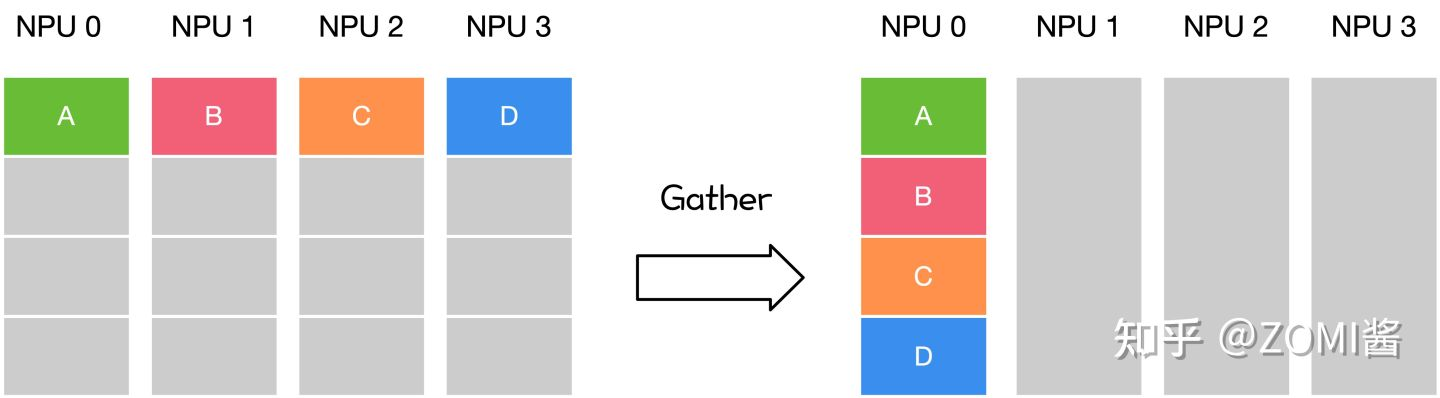 NPU 0 NPU 1 NPU 2 NPU 3 NPU 0 NPU 1 NPU 2 NPU 3
A B C D A
Gather B
C
D
知乎 @ZOMI酱